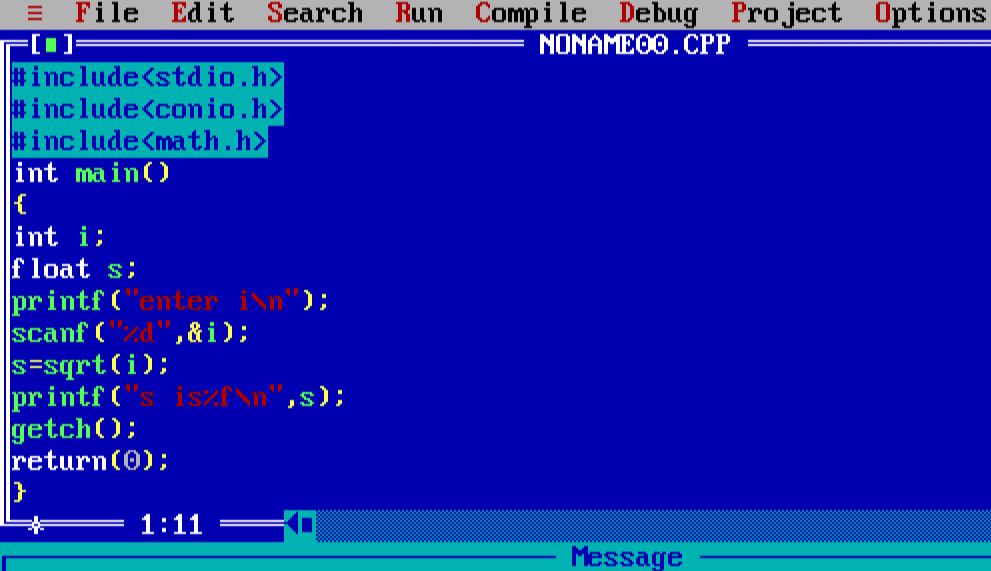 ≡ File Edit Search Run Compile Debug Project Options
[■] NONAME00.CPP
#include<stdio.h>
#include<conio.h>
#include<math.h>
int main()
{
int i;
float s;
printf("enter i\n");
scanf("%d",&i);
s=sqrt(i);
printf("s is%f\n",s);
getch();
return(0);
}
* 1:11
Message